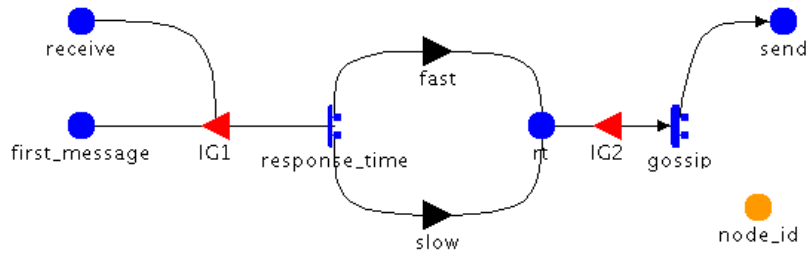 receive
fast
send
first_message
IG1
response_time
rt
IG2
gossip
slow
node_id